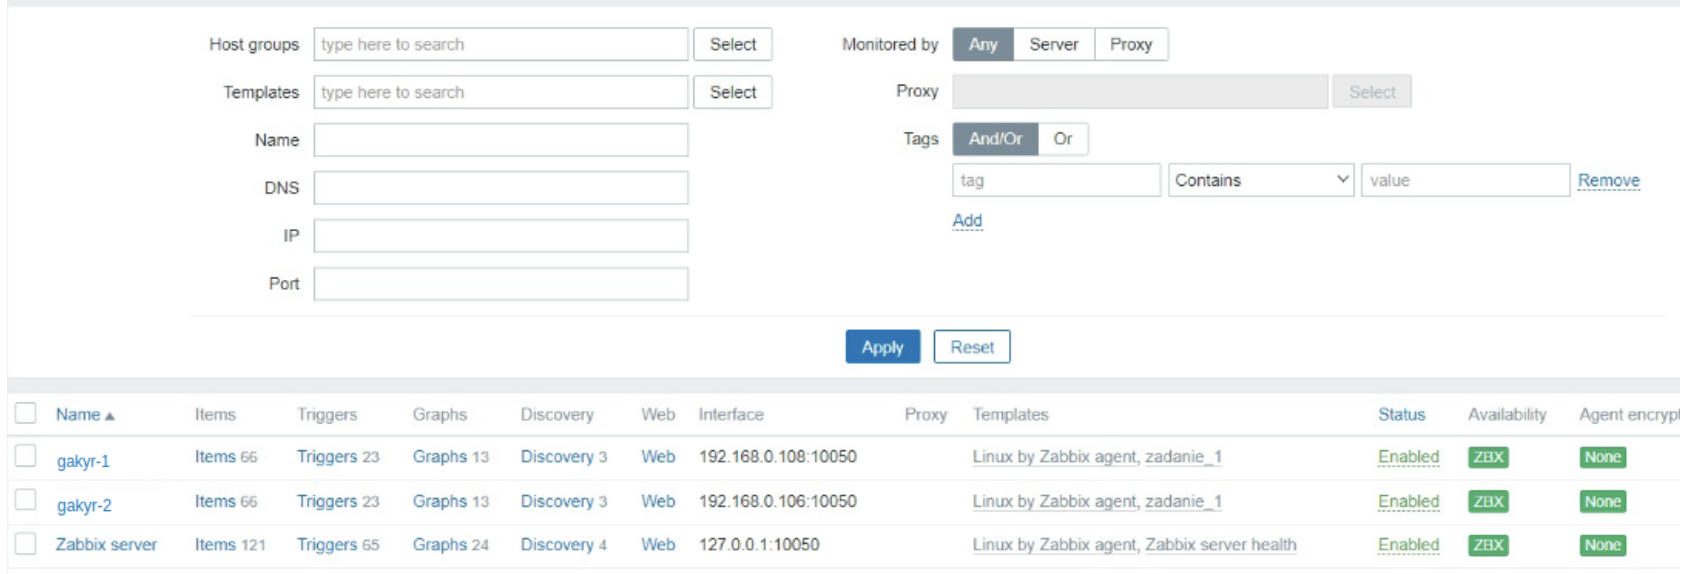 Host groups type here to search Select Monitored by Any Server Proxy
Templates type here to search Select Proxy Select
Name Tags And/Or Or
DNS tag Contains value Remove
IP Add
Port
Apply Reset
Name Items Triggers Graphs Discovery Web Interface Proxy Templates Status Availability Agent encrypt
gakyr-1 Items 66 Triggers 23 Graphs 13 Discovery 3 Web 192.168.0.108:10050 Linux by Zabbix agent, zadanie_1 Enabled ZBX None
gakyr-2 Items 66 Triggers 23 Graphs 13 Discovery 3 Web 192.168.0.106:10050 Linux by Zabbix agent, zadanie_1 Enabled ZBX None
Zabbix server Items 121 Triggers 65 Graphs 24 Discovery 4 Web 127.0.0.1:10050 Linux by Zabbix agent, Zabbix server health Enabled ZBX None